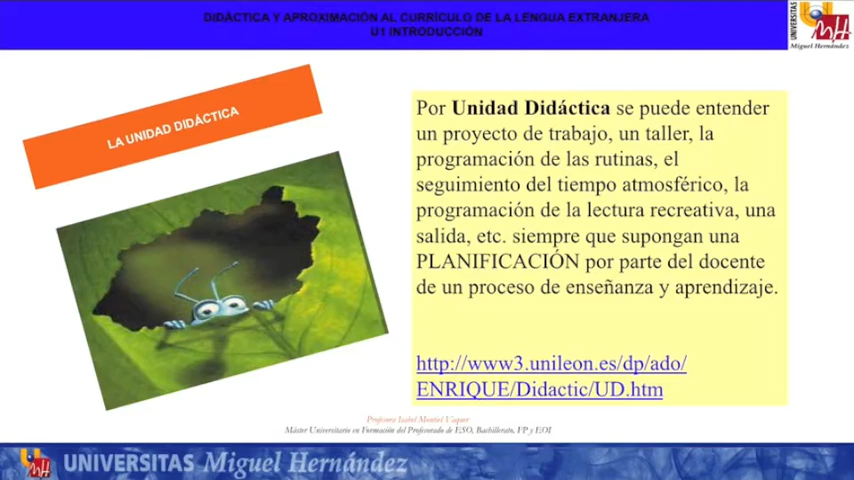 DIDÁCTICA Y APROXIMACIÓN AL CURRÍCULO DE LA LENGUA EXTRANJERA
U1 INTRODUCCIÓN
UNIVERSITAS
Miguel Hernández
LA UNIDAD DIDÁCTICA
Por Unidad Didáctica se puede entender
un proyecto de trabajo, un taller, la
programación de las rutinas, el
seguimiento del tiempo atmosférico, la
programación de la lectura recreativa, una
salida, etc. siempre que supongan una
PLANIFICACIÓN por parte del docente
de un proceso de enseñanza y aprendizaje.
http://www3.unileon.es/dp/ado/
ENRIQUE/Didactic/UD.htm
Profesora Isabel Montiel Vaquer
Máster Universitario en Formación del Profesorado de ESO, Bachillerato, FP y EOI
UNIVERSITAS Miguel Hernández